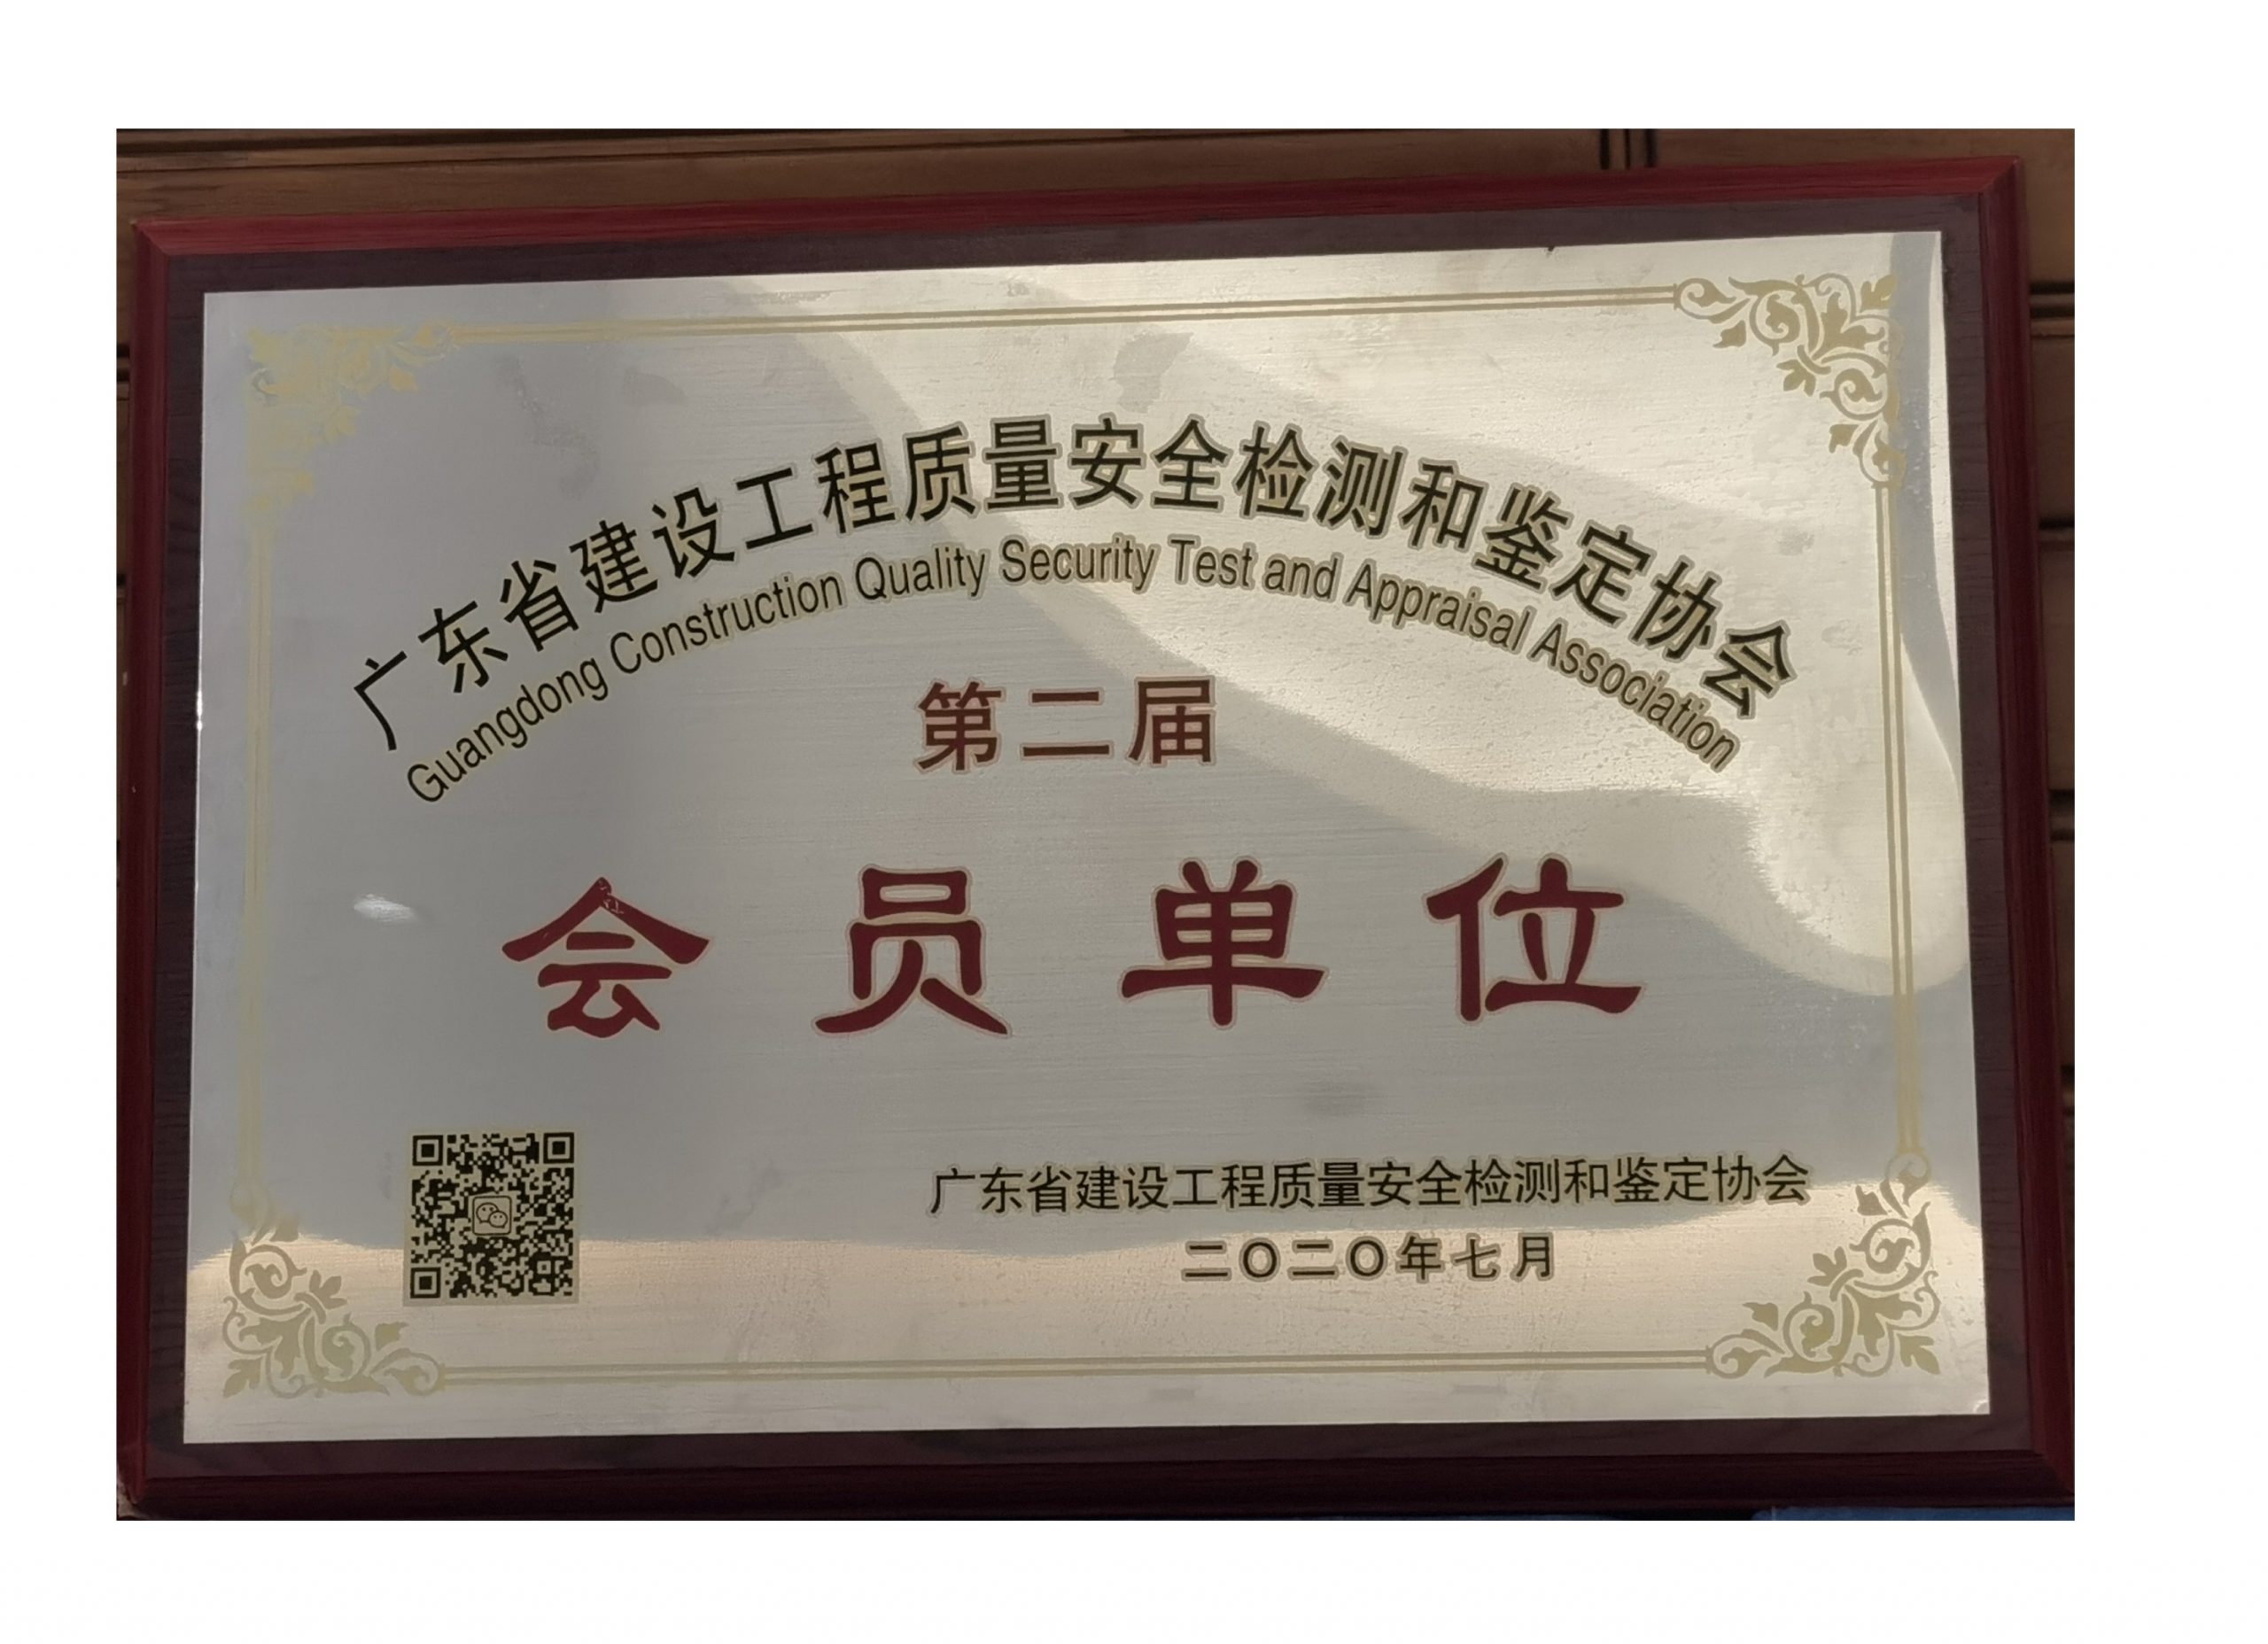 广东省建设工程质量安全检测和鉴定协会
Guangdong Construction Quality Security Test and Appraisal Association
第二届
会员单位
广东省建设工程质量安全检测和鉴定协会
二〇二〇年七月